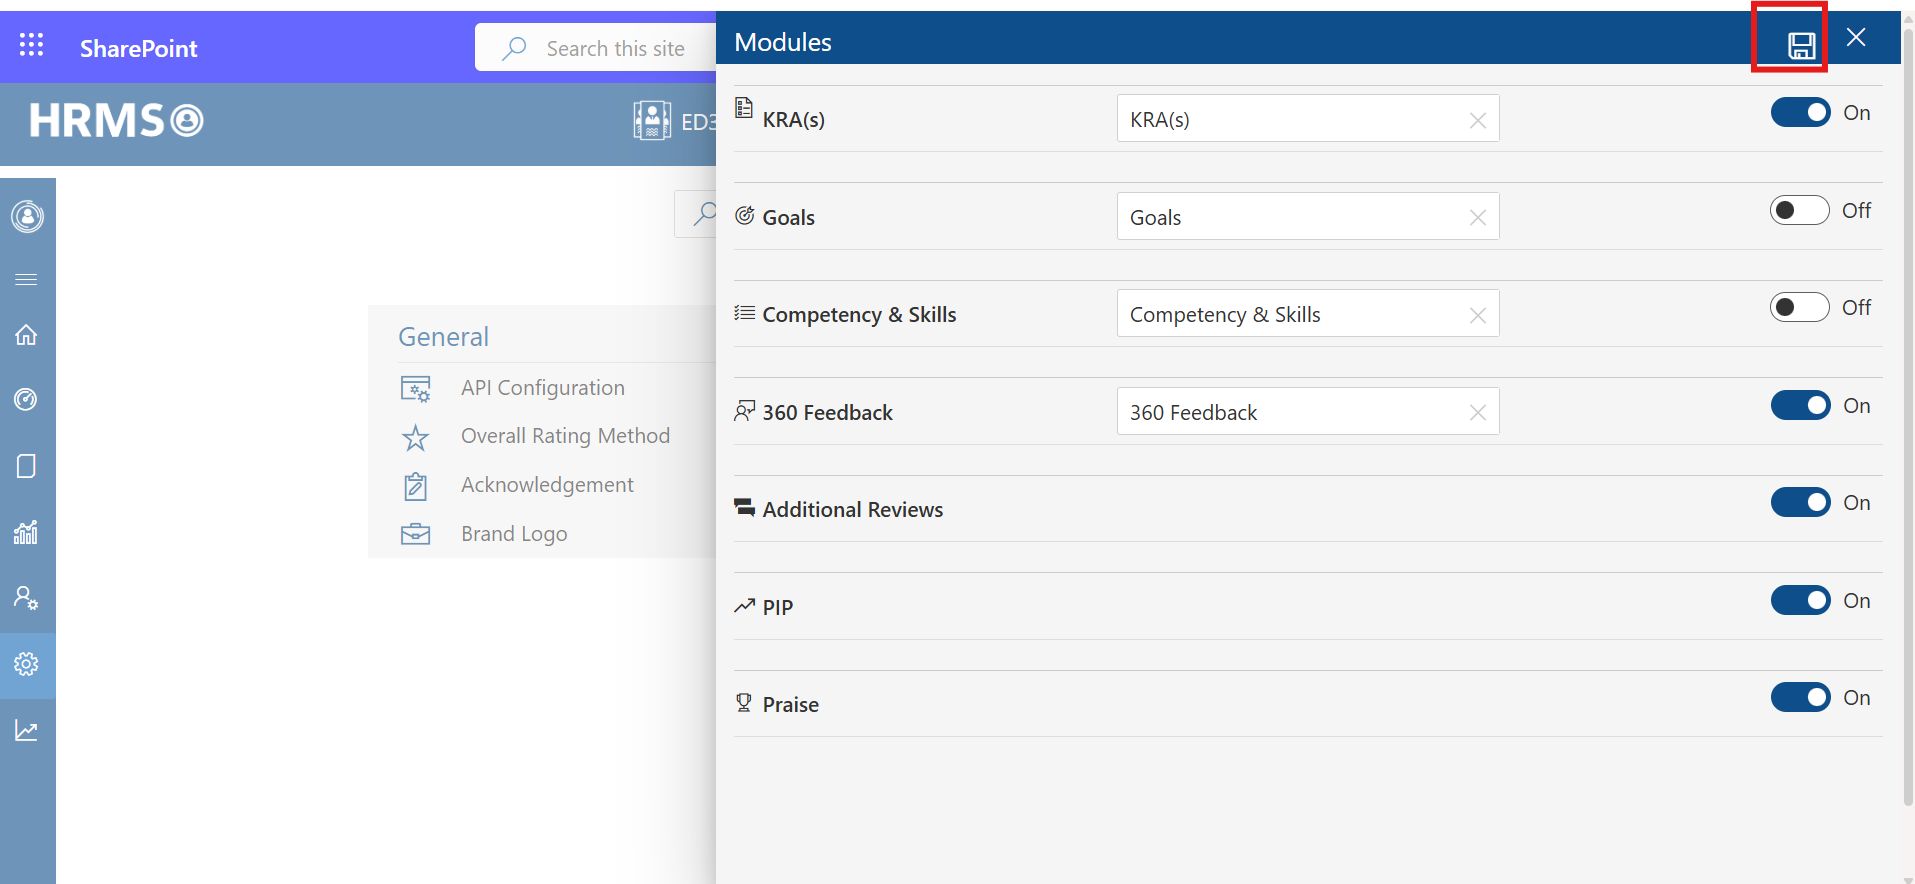 SharePoint
Search this site
Modules
HRMS
ED3
KRA(s)
KRA(s)
On
Goals
Goals
Off
Competency & Skills
Competency & Skills
Off
General
API Configuration
Overall Rating Method
Acknowledgement
Brand Logo
360 Feedback
360 Feedback
On
Additional Reviews
On
PIP
On
Praise
On